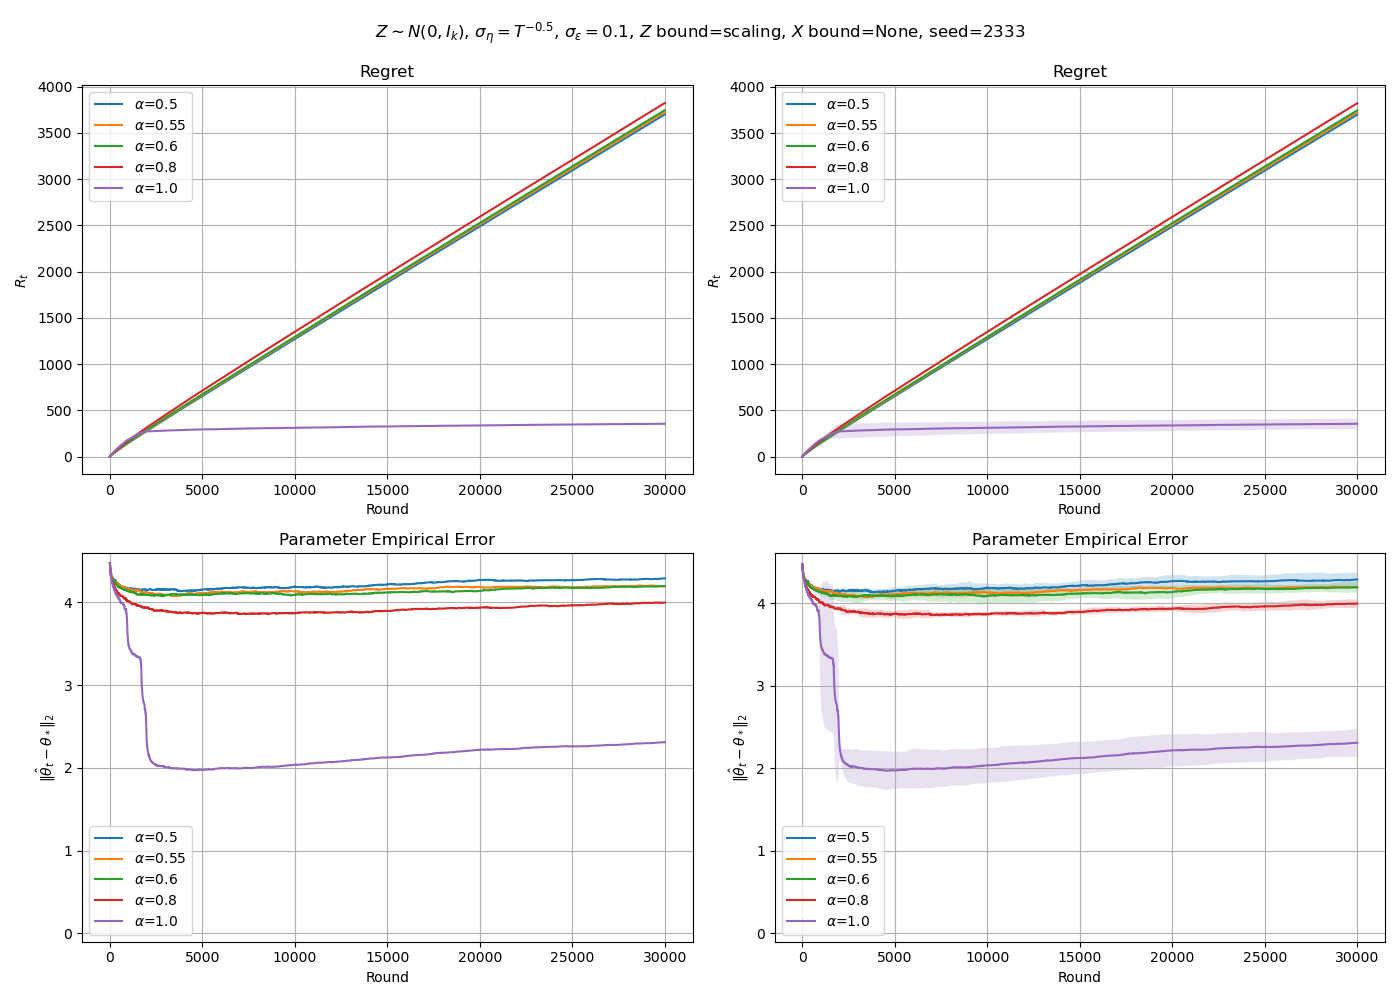 Z ∼ N(0, I_k), σ_η = T^{−0.5}, σ_ε = 0.1, Z bound=scaling, X bound=None, seed=2333
Regret
4000
3500
3000
2500
2000
1500
1000
500
0
R_t
α=0.5
α=0.55
α=0.6
α=0.8
α=1.0
0 5000 10000 15000 20000 25000 30000
Round
Regret
4000
3500
3000
2500
2000
1500
1000
500
0
R_t
α=0.5
α=0.55
α=0.6
α=0.8
α=1.0
0 5000 10000 15000 20000 25000 30000
Round
Parameter Empirical Error
4
3
2
1
0
‖θ̂_t − θ_*‖_2
α=0.5
α=0.55
α=0.6
α=0.8
α=1.0
0 5000 10000 15000 20000 25000 30000
Round
Parameter Empirical Error
4
3
2
1
0
‖θ̂_t − θ_*‖_2
α=0.5
α=0.55
α=0.6
α=0.8
α=1.0
0 5000 10000 15000 20000 25000 30000
Round